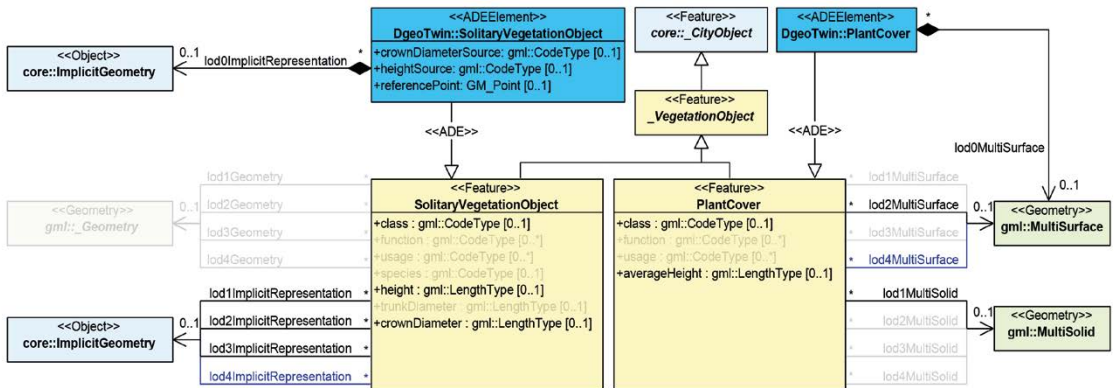 <<Object>>
core::ImplicitGeometry
0..1
lod0ImplicitRepresentation
*
<<ADEElement>>
DgeoTwin::SolitaryVegetationObject
+crownDiameterSource: gml::CodeType [0..1]
+heightSource: gml::CodeType [0..1]
+referencePoint: GM_Point [0..1]
<<Feature>>
core::_CityObject
<<ADEElement>>
DgeoTwin::PlantCover
*
<<Feature>>
_VegetationObject
<<ADE>>
<<ADE>>
lod0MultiSurface
0..1
<<Geometry>>
gml::_Geometry
0..1
lod1Geometry *
lod2Geometry *
lod3Geometry *
lod4Geometry *
<<Feature>>
SolitaryVegetationObject
+class : gml::CodeType [0..1]
+function : gml::CodeType [0..*]
+usage : gml::CodeType [0..*]
+species : gml::CodeType [0..1]
+height : gml::LengthType [0..1]
+trunkDiameter : gml::LengthType [0..1]
+crownDiameter : gml::LengthType [0..1]
<<Feature>>
PlantCover
+class : gml::CodeType [0..1]
+function : gml::CodeType [0..*]
+usage : gml::CodeType [0..*]
+averageHeight : gml::LengthType [0..1]
* lod1MultiSurface
* lod2MultiSurface
* lod3MultiSurface
* lod4MultiSurface
0..1
<<Geometry>>
gml::MultiSurface
<<Object>>
core::ImplicitGeometry
0..1
lod1ImplicitRepresentation *
lod2ImplicitRepresentation *
lod3ImplicitRepresentation *
lod4ImplicitRepresentation *
* lod1MultiSolid
* lod2MultiSolid
* lod3MultiSolid
* lod4MultiSolid
0..1
<<Geometry>>
gml::MultiSolid